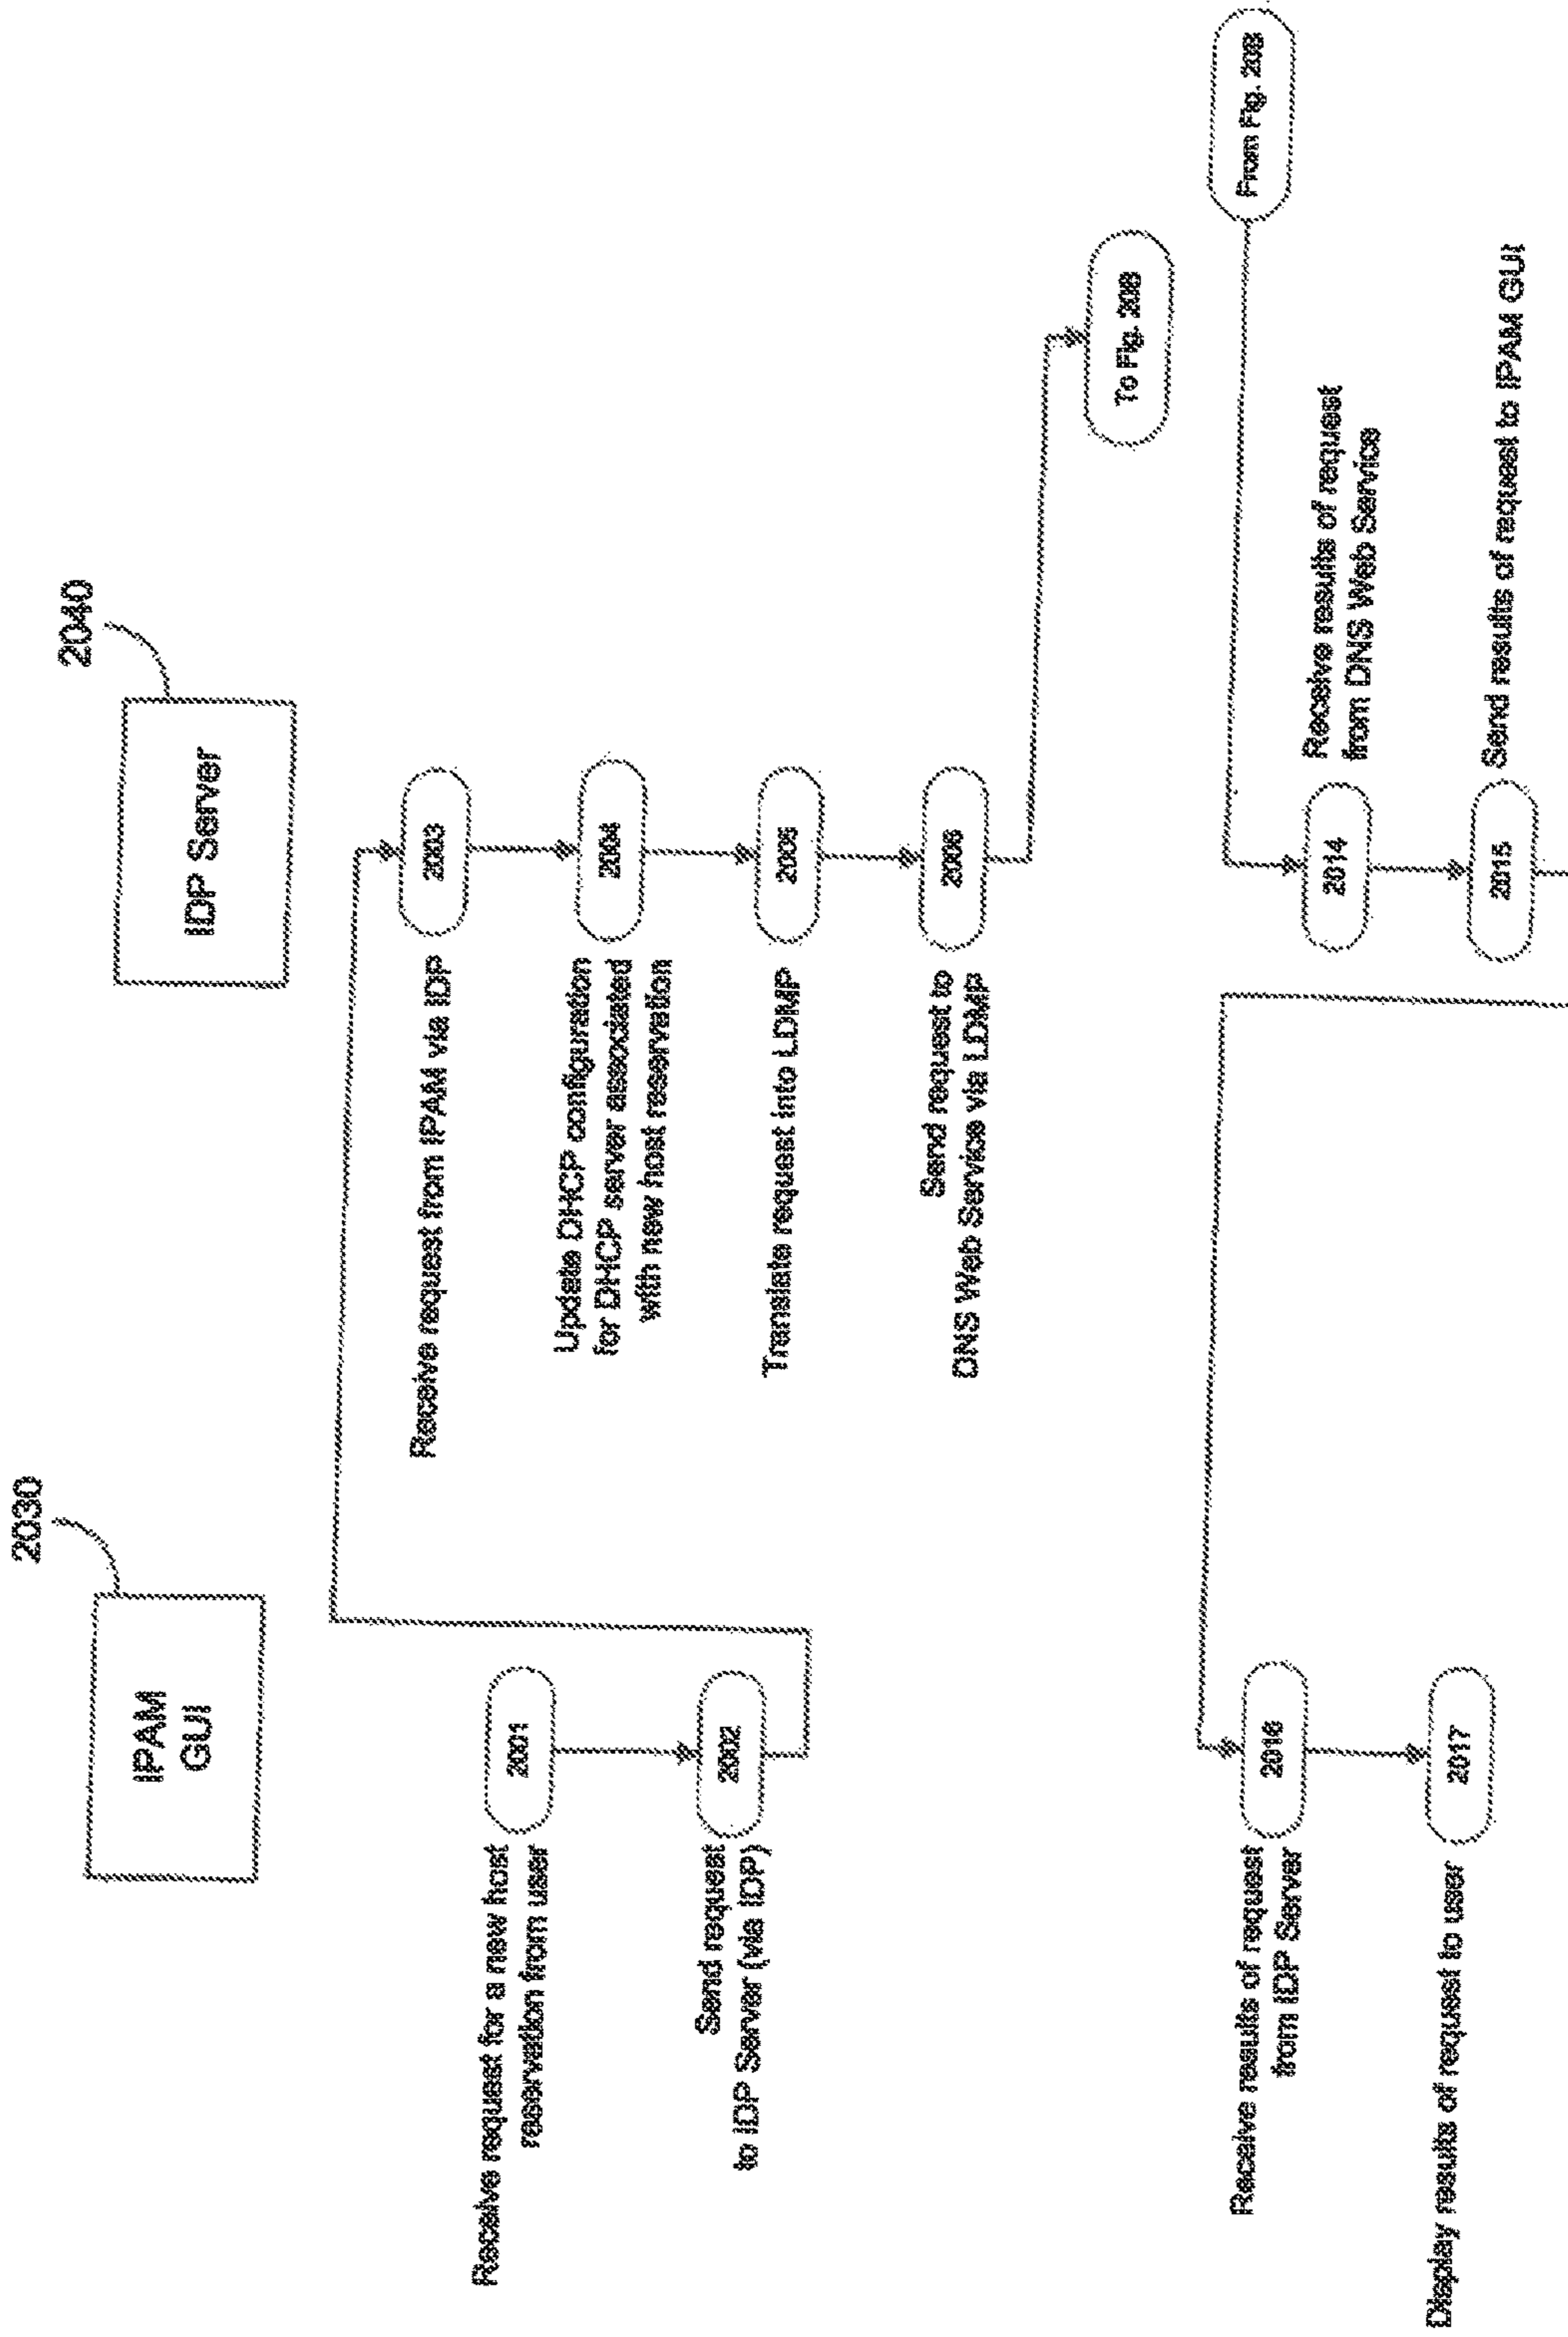 2030
IPAM
GUI
2040
IDP Server
Receive request for a new host
reservation from user
2001
Send request
to IDP Server (via IDP)
2002
Receive request from IPAM via IDP
2003
Update DHCP configuration
for DHCP server associated
with new host reservation
2004
Translate request into LDMP
2005
Send request to
DNS Web Service via LDMP
2006
To Fig. 20B
From Fig. 20B
2014
Receive results of request
from DNS Web Service
2015
Send results of request to IPAM GUI
Receive results of request
from IDP Server
2016
Display results of request to user
2017